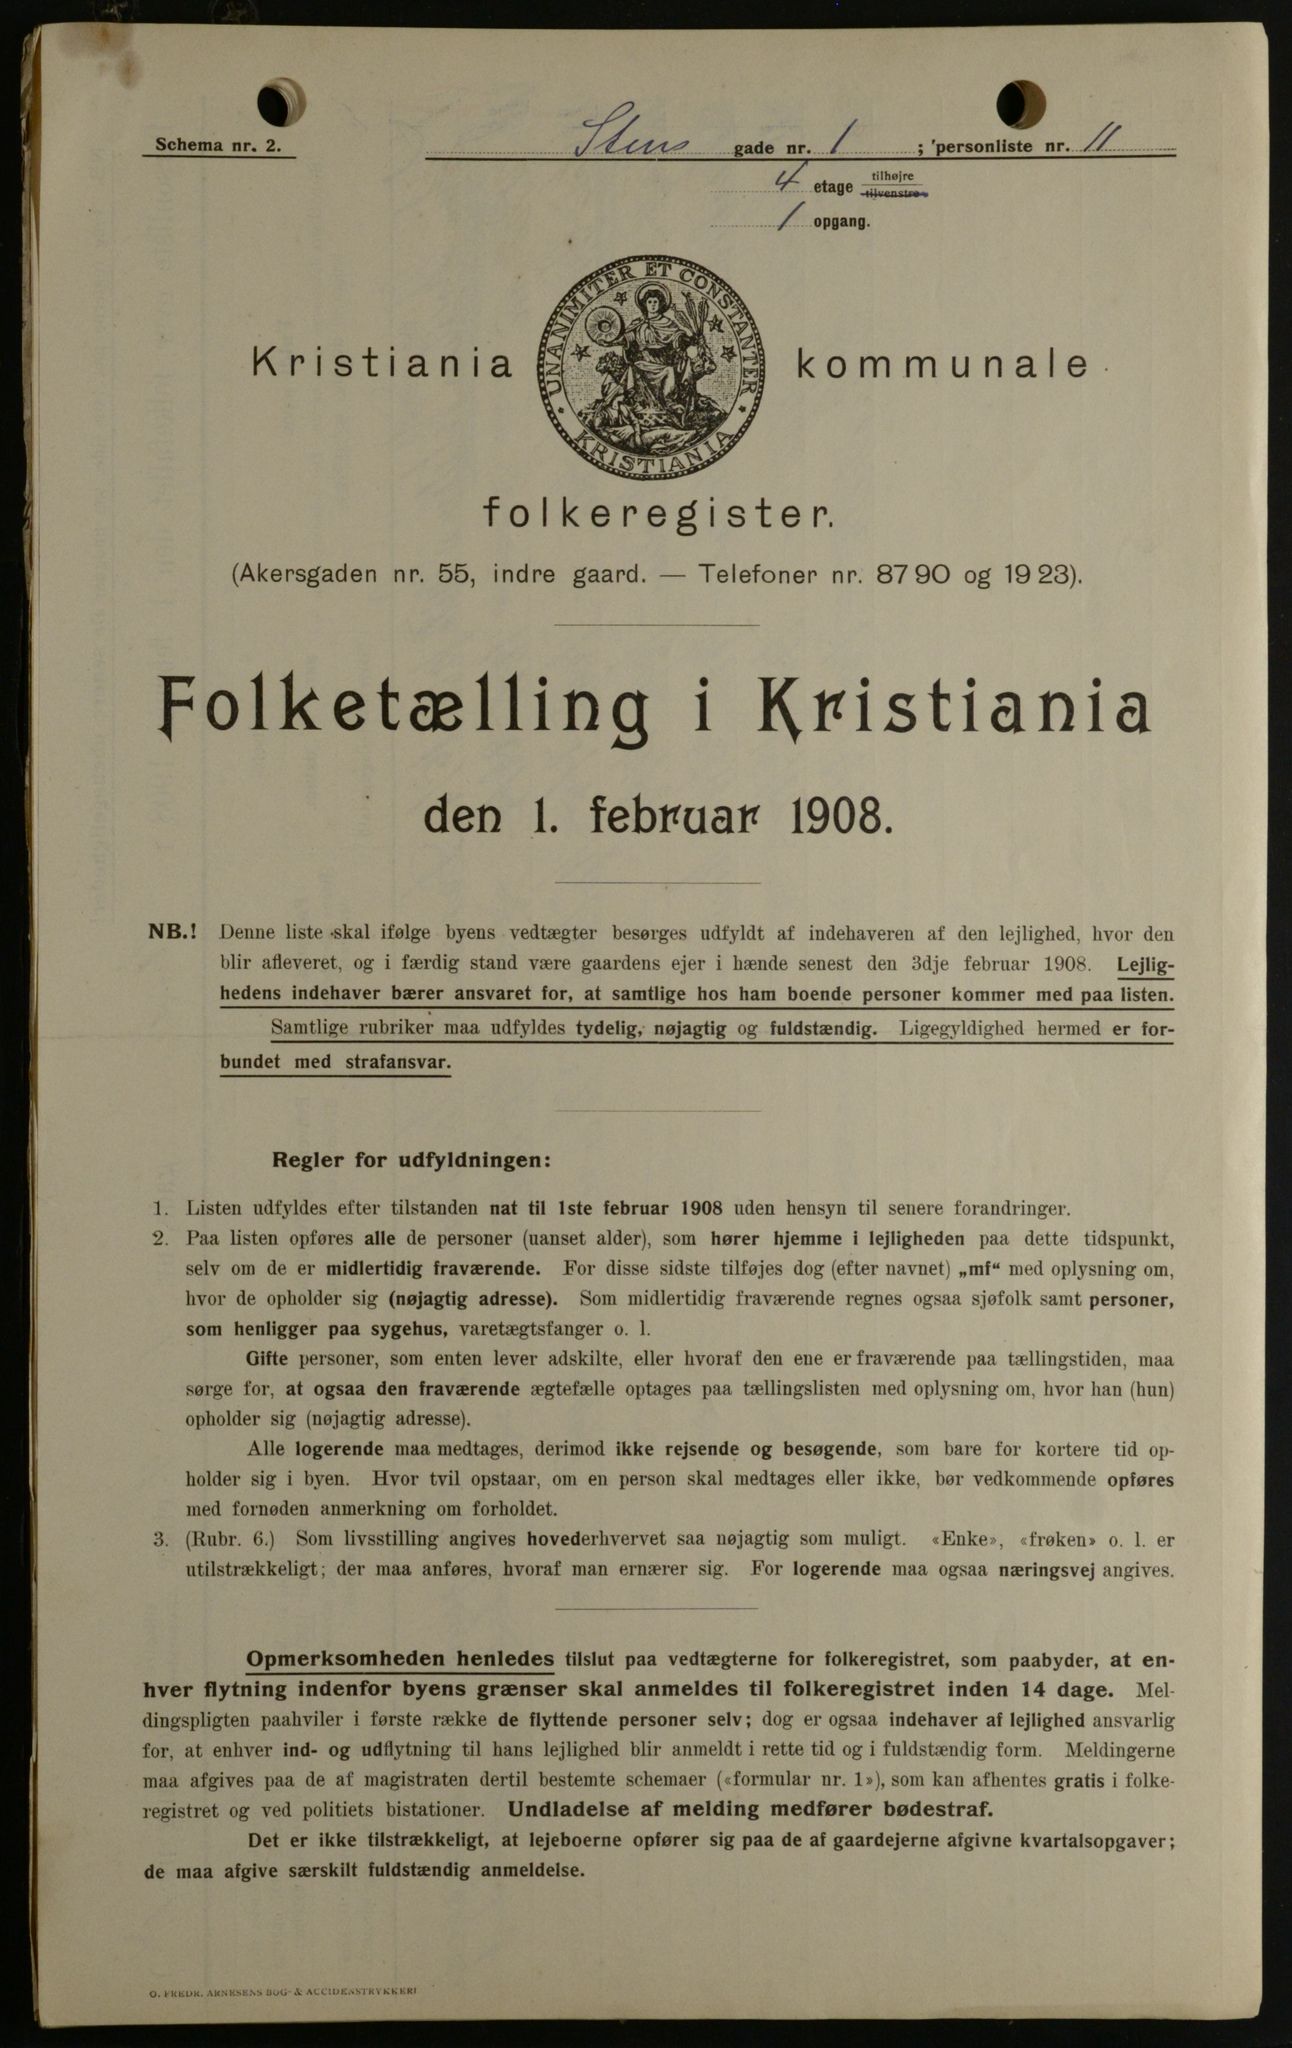 Schema nr. 2.
Stens gade nr. 1 ; personliste nr. 11
4 etage tilhøjre
tilvenstre
1 opgang.
UNANIMITER ET CONSTANTER
KRISTIANIA
Kristiania kommunale
folkeregister.
(Akersgaden nr. 55, indre gaard. — Telefoner nr. 87 90 og 19 23).
Folketælling i Kristiania
den 1. februar 1908.
NB.! Denne liste skal ifølge byens vedtægter besørges udfyldt af indehaveren af den lejlighed, hvor den
blir afleveret, og i færdig stand være gaardens ejer i hænde senest den 3dje februar 1908. Lejlig-
hedens indehaver bærer ansvaret for, at samtlige hos ham boende personer kommer med paa listen.
Samtlige rubriker maa udfyldes tydelig, nøjagtig og fuldstændig. Ligegyldighed hermed er for-
bundet med strafansvar.
Regler for udfyldningen:
1. Listen udfyldes efter tilstanden nat til 1ste februar 1908 uden hensyn til senere forandringer.
2. Paa listen opføres alle de personer (uanset alder), som hører hjemme i lejligheden paa dette tidspunkt,
selv om de er midlertidig fraværende. For disse sidste tilføjes dog (efter navnet) „mf“ med oplysning om,
hvor de opholder sig (nøjagtig adresse). Som midlertidig fraværende regnes ogsaa sjøfolk samt personer,
som henligger paa sygehus, varetægtsfanger o. l.
Gifte personer, som enten lever adskilte, eller hvoraf den ene er fraværende paa tællingstiden, maa
sørge for, at ogsaa den fraværende ægtefælle optages paa tællingslisten med oplysning om, hvor han (hun)
opholder sig (nøjagtig adresse).
Alle logerende maa medtages, derimod ikke rejsende og besøgende, som bare for kortere tid op-
holder sig i byen. Hvor tvil opstaar, om en person skal medtages eller ikke, bør vedkommende opføres
med fornøden anmerkning om forholdet.
3. (Rubr. 6.) Som livsstilling angives hovederhvervet saa nøjagtig som muligt. «Enke», «frøken» o. l. er
utilstrækkeligt; der maa anføres, hvoraf man ernærer sig. For logerende maa ogsaa næringsvej angives.
Opmerksomheden henledes tilslut paa vedtægterne for folkeregistret, som paabyder, at en-
hver flytning indenfor byens grænser skal anmeldes til folkeregistret inden 14 dage. Mel-
dingspligten paahviler i første række de flyttende personer selv; dog er ogsaa indehaver af lejlighed ansvarlig
for, at enhver ind- og udflytning til hans lejlighed blir anmeldt i rette tid og i fuldstændig form. Meldingerne
maa afgives paa de af magistraten dertil bestemte schemaer («formular nr. 1»), som kan afhentes gratis i folke-
registret og ved politiets bistationer. Undladelse af melding medfører bødestraf.
Det er ikke tilstrækkeligt, at lejeboerne opfører sig paa de af gaardejerne afgivne kvartalsopgaver;
de maa afgive særskilt fuldstændig anmeldelse.
O. FREDR. ARNESENS BOG- & ACCIDENSTRYKKERI